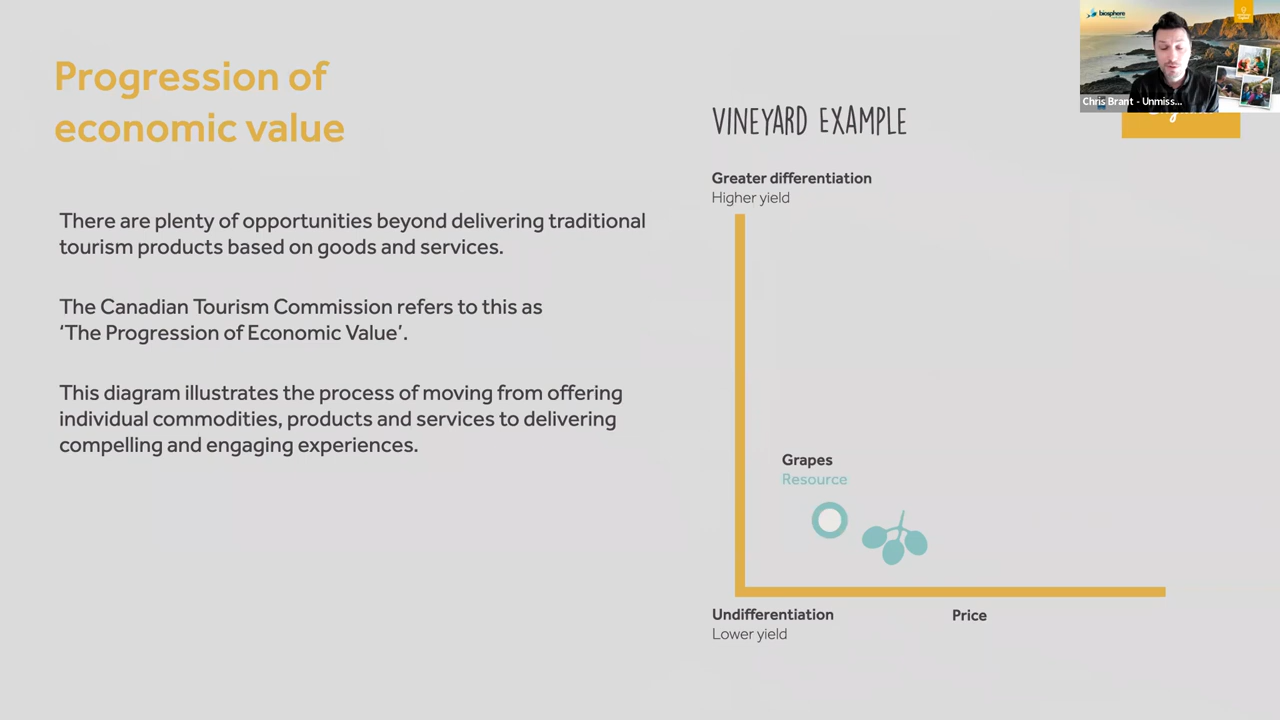 Progression of
economic value
There are plenty of opportunities beyond delivering traditional
tourism products based on goods and services.
The Canadian Tourism Commission refers to this as
‘The Progression of Economic Value’.
This diagram illustrates the process of moving from offering
individual commodities, products and services to delivering
compelling and engaging experiences.
VINEYARD EXAMPLE
Greater differentiation
Higher yield
Grapes
Resource
Undifferentiation
Lower yield
Price
biosphere
Chris Brant - Unmiss...